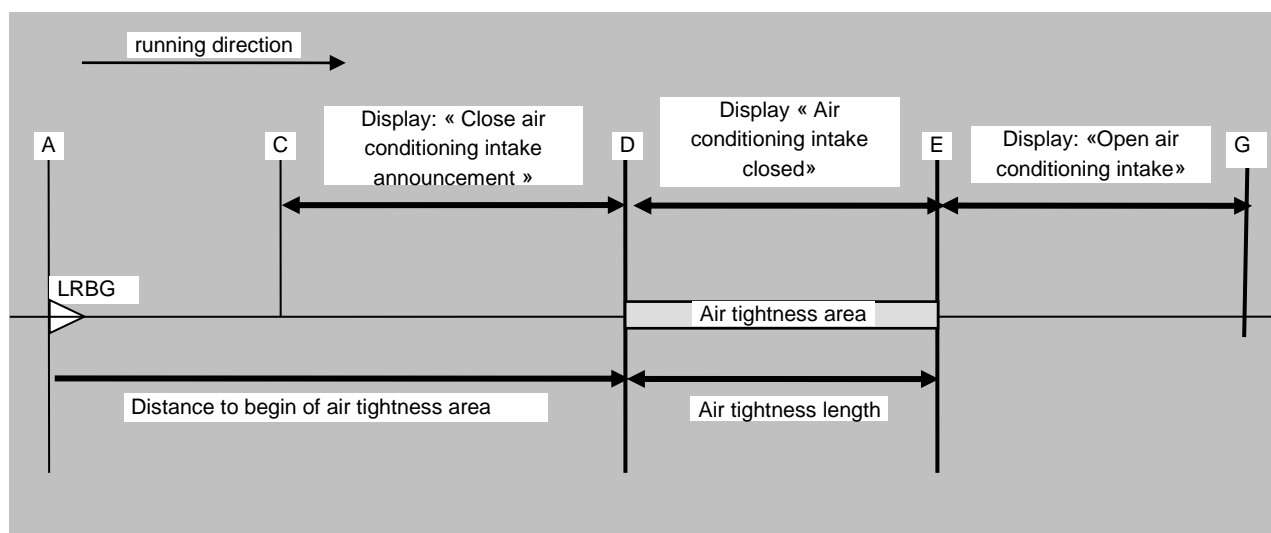 running direction
A
C
Display: « Close air
conditioning intake
announcement »
D
Display « Air
conditioning intake
closed»
E
Display: «Open air
conditioning intake»
G
LRBG
Air tightness area
Distance to begin of air tightness area
Air tightness length